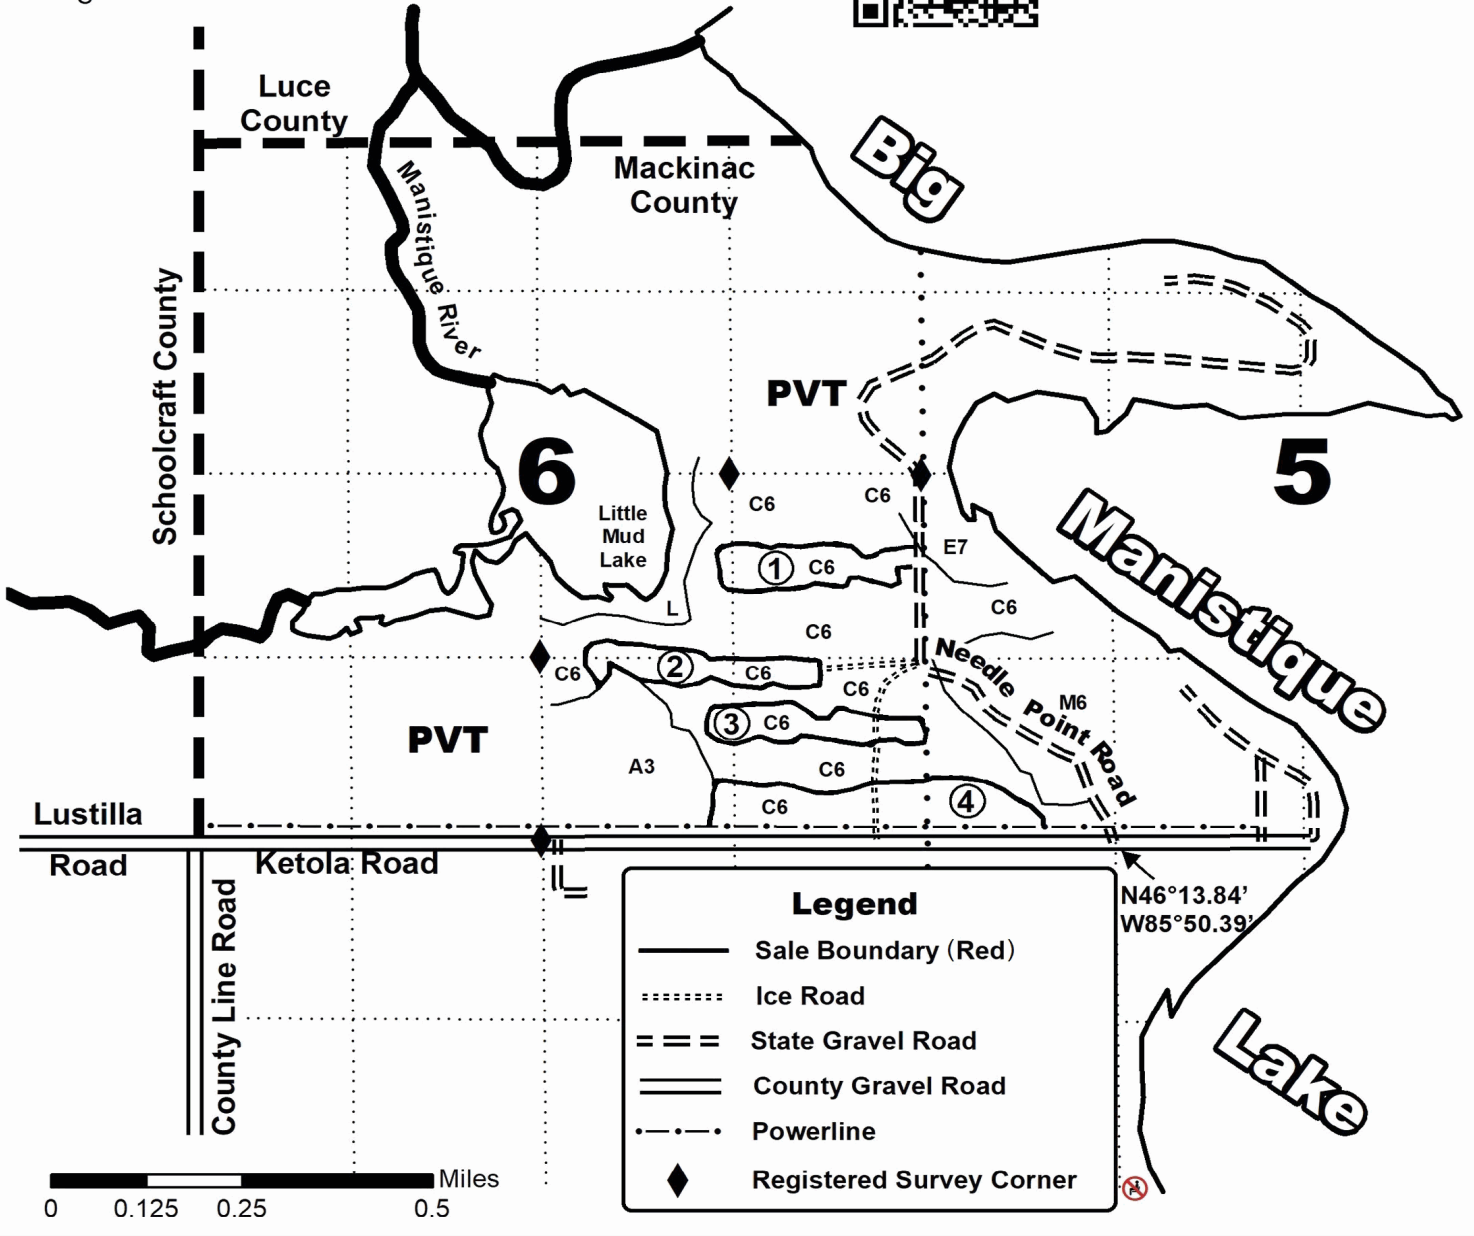 Luce
County
Mackinac
County
Big
Manistique River
Schoolcraft County
PVT
6
5
C6
C6
Little
Mud
Lake
E7
1
C6
Manistique
L
C6
C6
2
C6
C6
Needle Point Road
C6
M6
3
C6
PVT
A3
C6
4
C6
Lustilla
Road
Ketola Road
N46°13.84'
W85°50.39'
County Line Road
Lake
Legend
Sale Boundary (Red)
Ice Road
State Gravel Road
County Gravel Road
Powerline
Registered Survey Corner
Miles
0 0.125 0.25 0.5